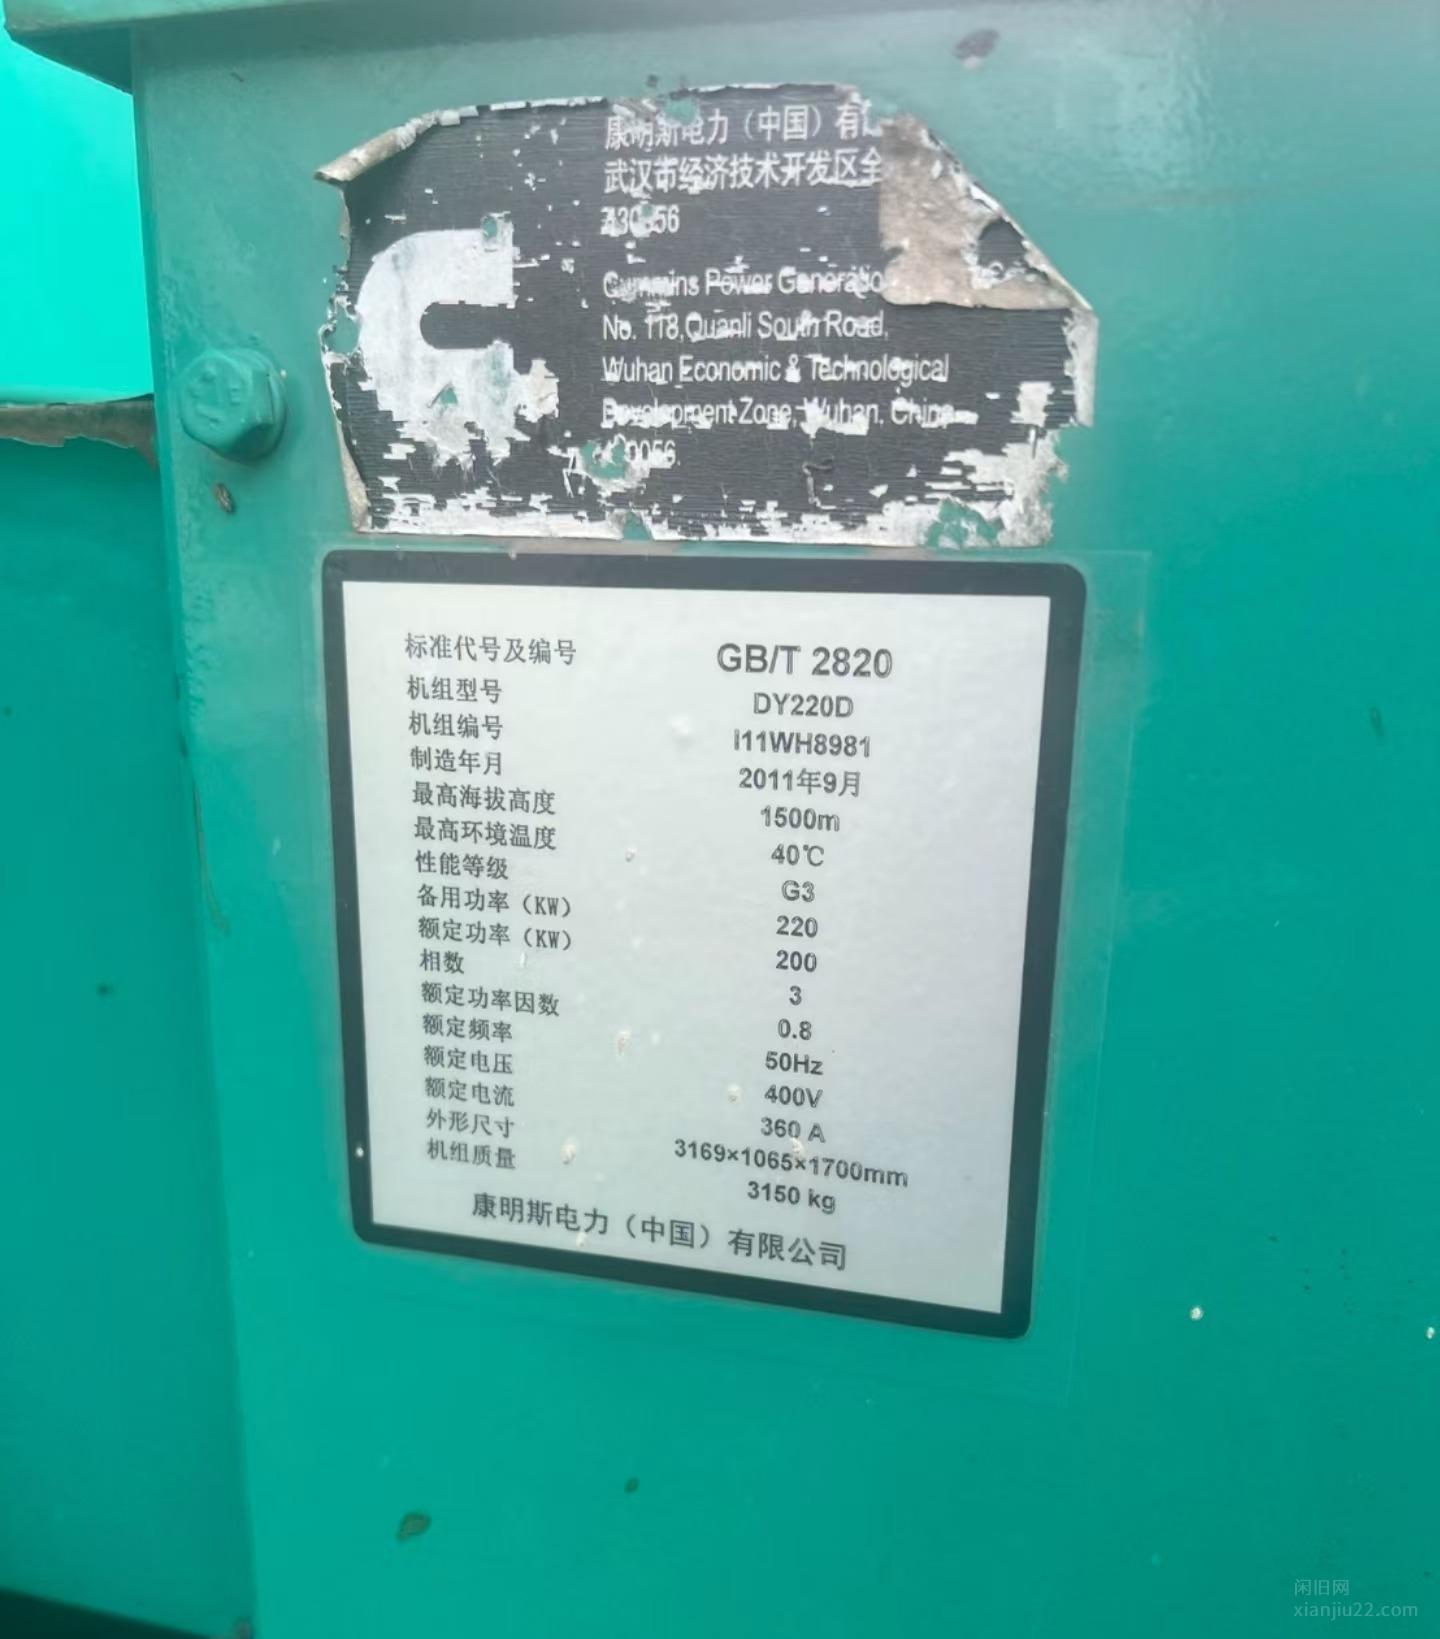 康明斯电力（中国）有
武汉市经济技术开发区全
Cummins Power Generatio
No. 118,Quanli South Road,
Wuhan Economic & Technological
Development Zone, Wuhan, China
标准代号及编号 GB/T 2820
机组型号 DY220D
机组编号 I11WH8981
制造年月 2011年9月
最高海拔高度 1500m
最高环境温度 40℃
性能等级 G3
备用功率（KW） 220
额定功率（KW） 200
相数 3
额定功率因数 0.8
额定频率 50Hz
额定电压 400V
额定电流 360 A
外形尺寸 3169×1065×1700mm
机组质量 3150 kg
康明斯电力（中国）有限公司
闲旧网
xianjiu22.com